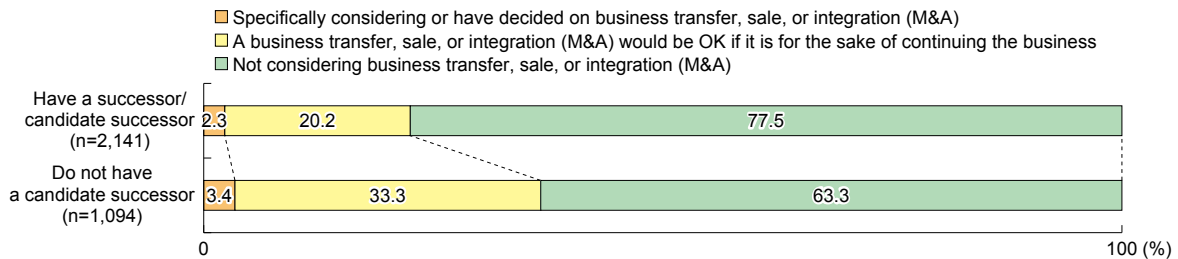 Specifically considering or have decided on business transfer, sale, or integration (M&A)
A business transfer, sale, or integration (M&A) would be OK if it is for the sake of continuing the business
Not considering business transfer, sale, or integration (M&A)
Have a successor/
candidate successor
(n=2,141)
2.3
20.2
77.5
Do not have
a candidate successor
(n=1,094)
3.4
33.3
63.3
0
100 (%)